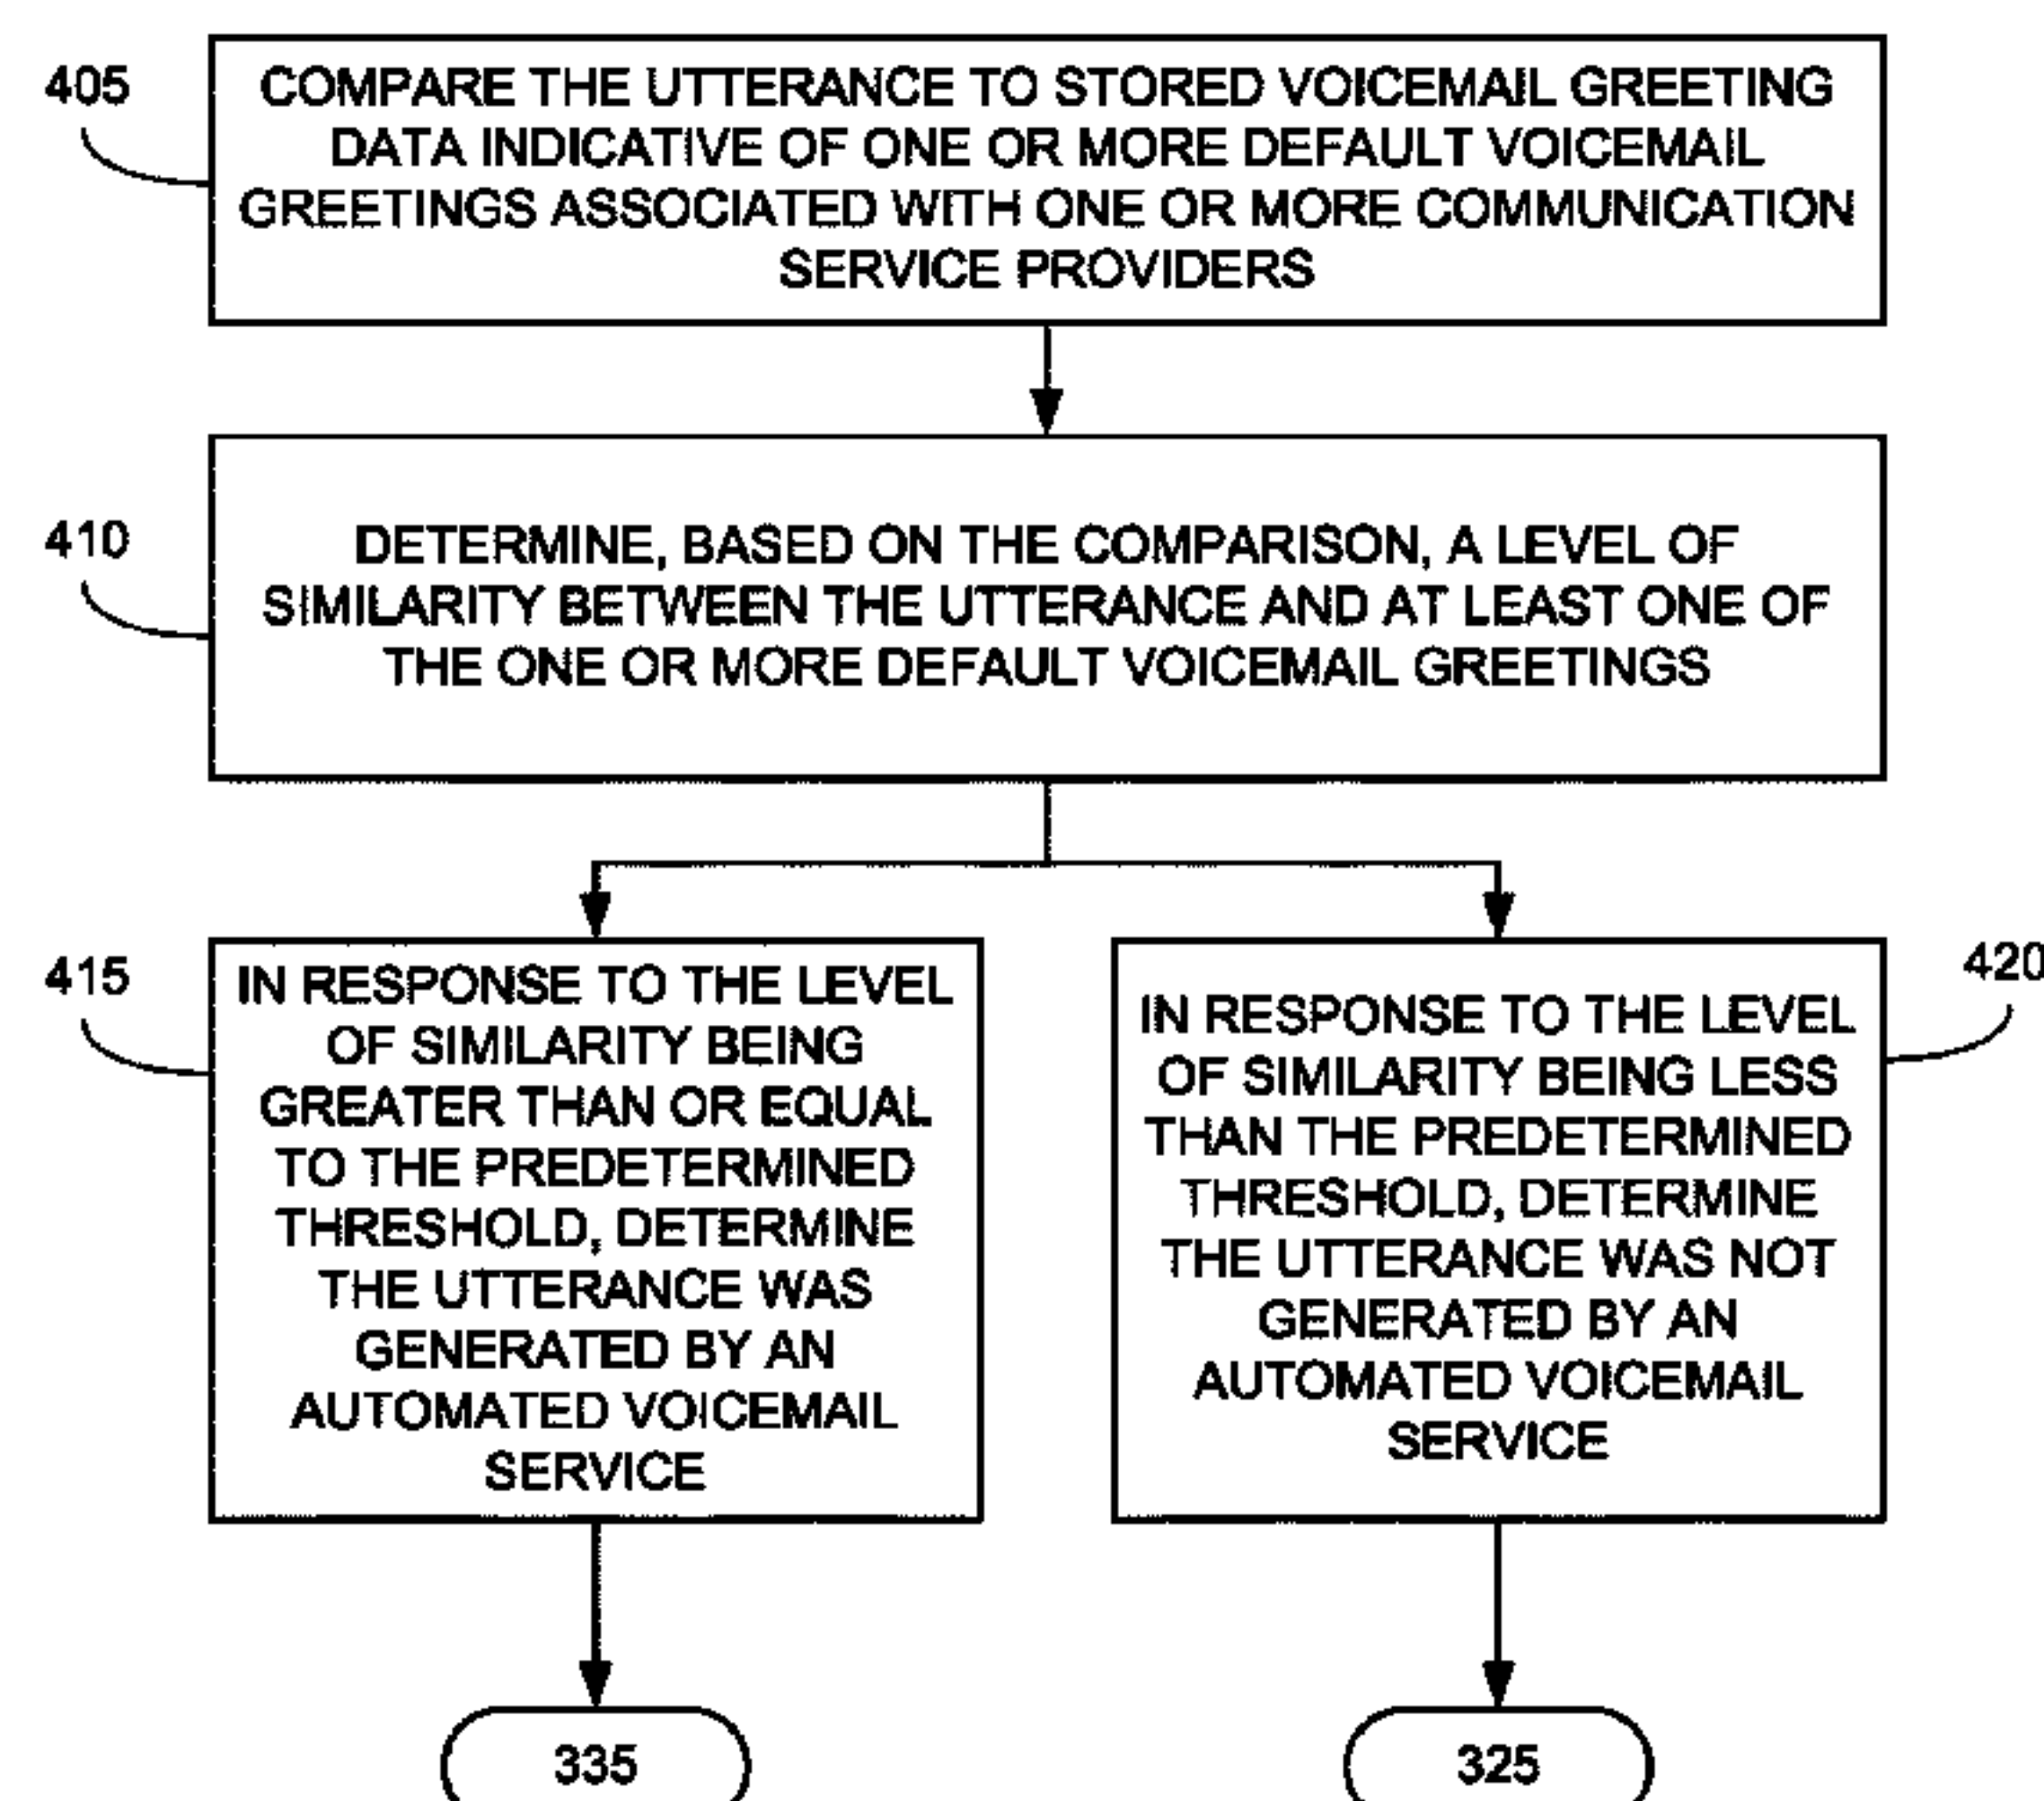 405
COMPARE THE UTTERANCE TO STORED VOICEMAIL GREETING
DATA INDICATIVE OF ONE OR MORE DEFAULT VOICEMAIL
GREETINGS ASSOCIATED WITH ONE OR MORE COMMUNICATION
SERVICE PROVIDERS
410
DETERMINE, BASED ON THE COMPARISON, A LEVEL OF
SIMILARITY BETWEEN THE UTTERANCE AND AT LEAST ONE OF
THE ONE OR MORE DEFAULT VOICEMAIL GREETINGS
415
IN RESPONSE TO THE LEVEL
OF SIMILARITY BEING
GREATER THAN OR EQUAL
TO THE PREDETERMINED
THRESHOLD, DETERMINE
THE UTTERANCE WAS
GENERATED BY AN
AUTOMATED VOICEMAIL
SERVICE
420
IN RESPONSE TO THE LEVEL
OF SIMILARITY BEING LESS
THAN THE PREDETERMINED
THRESHOLD, DETERMINE
THE UTTERANCE WAS NOT
GENERATED BY AN
AUTOMATED VOICEMAIL
SERVICE
335
325